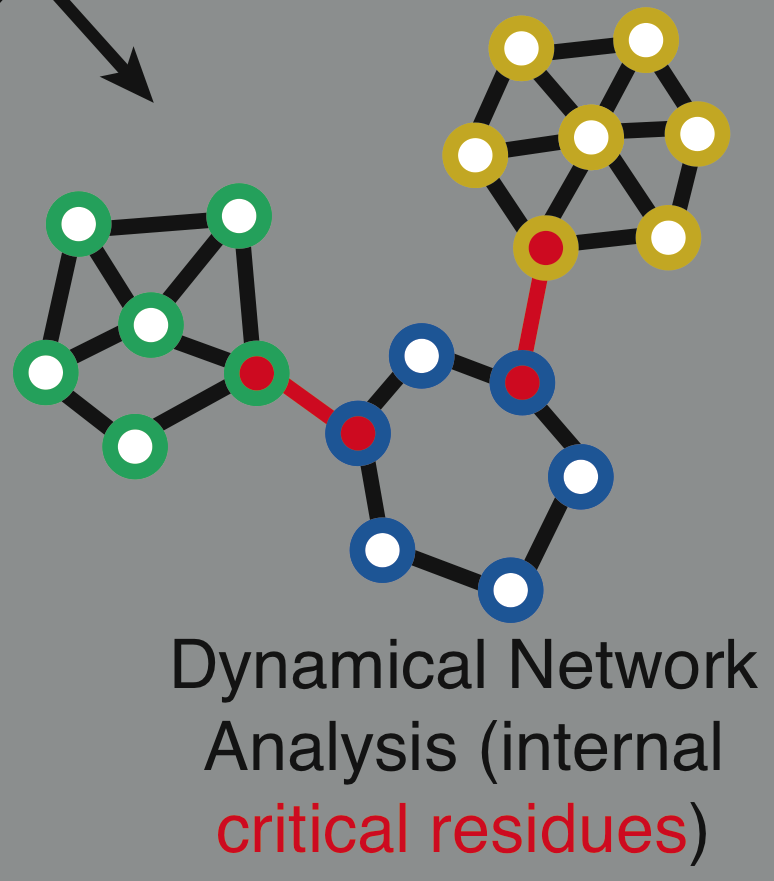 Dynamical Network
Analysis (internal
critical residues)